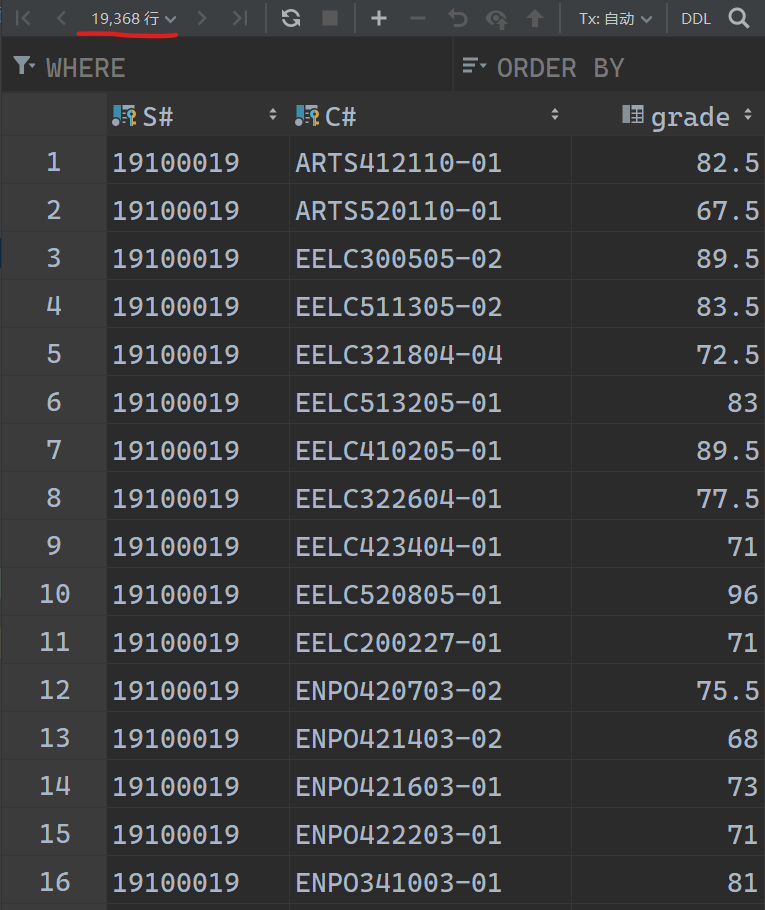 19,368 行 Tx: 自动 DDL
WHERE ORDER BY
S# C# grade
1 19100019 ARTS412110-01 82.5
2 19100019 ARTS520110-01 67.5
3 19100019 EELC300505-02 89.5
4 19100019 EELC511305-02 83.5
5 19100019 EELC321804-04 72.5
6 19100019 EELC513205-01 83
7 19100019 EELC410205-01 89.5
8 19100019 EELC322604-01 77.5
9 19100019 EELC423404-01 71
10 19100019 EELC520805-01 96
11 19100019 EELC200227-01 71
12 19100019 ENPO420703-02 75.5
13 19100019 ENPO421403-02 68
14 19100019 ENPO421603-01 73
15 19100019 ENPO422203-01 71
16 19100019 ENPO341003-01 81